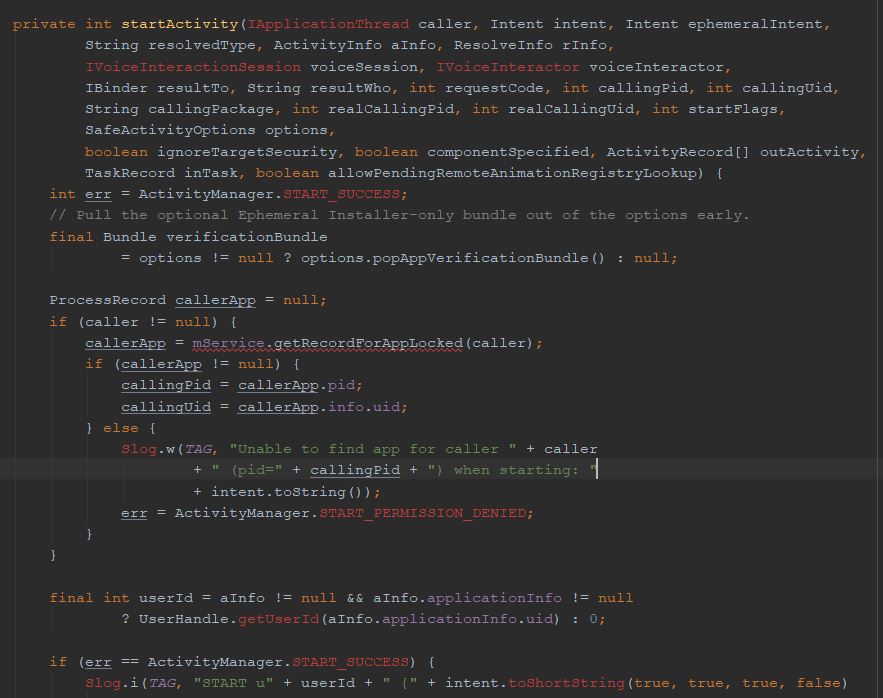 private int startActivity(IApplicationThread caller, Intent intent, Intent ephemeralIntent,
        String resolvedType, ActivityInfo aInfo, ResolveInfo rInfo,
        IVoiceInteractionSession voiceSession, IVoiceInteractor voiceInteractor,
        IBinder resultTo, String resultWho, int requestCode, int callingPid, int callingUid,
        String callingPackage, int realCallingPid, int realCallingUid, int startFlags,
        SafeActivityOptions options,
        boolean ignoreTargetSecurity, boolean componentSpecified, ActivityRecord[] outActivity,
        TaskRecord inTask, boolean allowPendingRemoteAnimationRegistryLookup) {
    int err = ActivityManager.START_SUCCESS;
    // Pull the optional Ephemeral Installer-only bundle out of the options early.
    final Bundle verificationBundle
            = options != null ? options.popAppVerificationBundle() : null;

    ProcessRecord callerApp = null;
    if (caller != null) {
        callerApp = mService.getRecordForAppLocked(caller);
        if (callerApp != null) {
            callingPid = callerApp.pid;
            callingUid = callerApp.info.uid;
        } else {
            Slog.w(TAG, "Unable to find app for caller " + caller
                    + " (pid=" + callingPid + ") when starting: "
                    + intent.toString());
            err = ActivityManager.START_PERMISSION_DENIED;
        }
    }

    final int userId = aInfo != null && aInfo.applicationInfo != null
            ? UserHandle.getUserId(aInfo.applicationInfo.uid) : 0;

    if (err == ActivityManager.START_SUCCESS) {
        Slog.i(TAG, "START u" + userId + " {" + intent.toShortString(true, true, true, false)